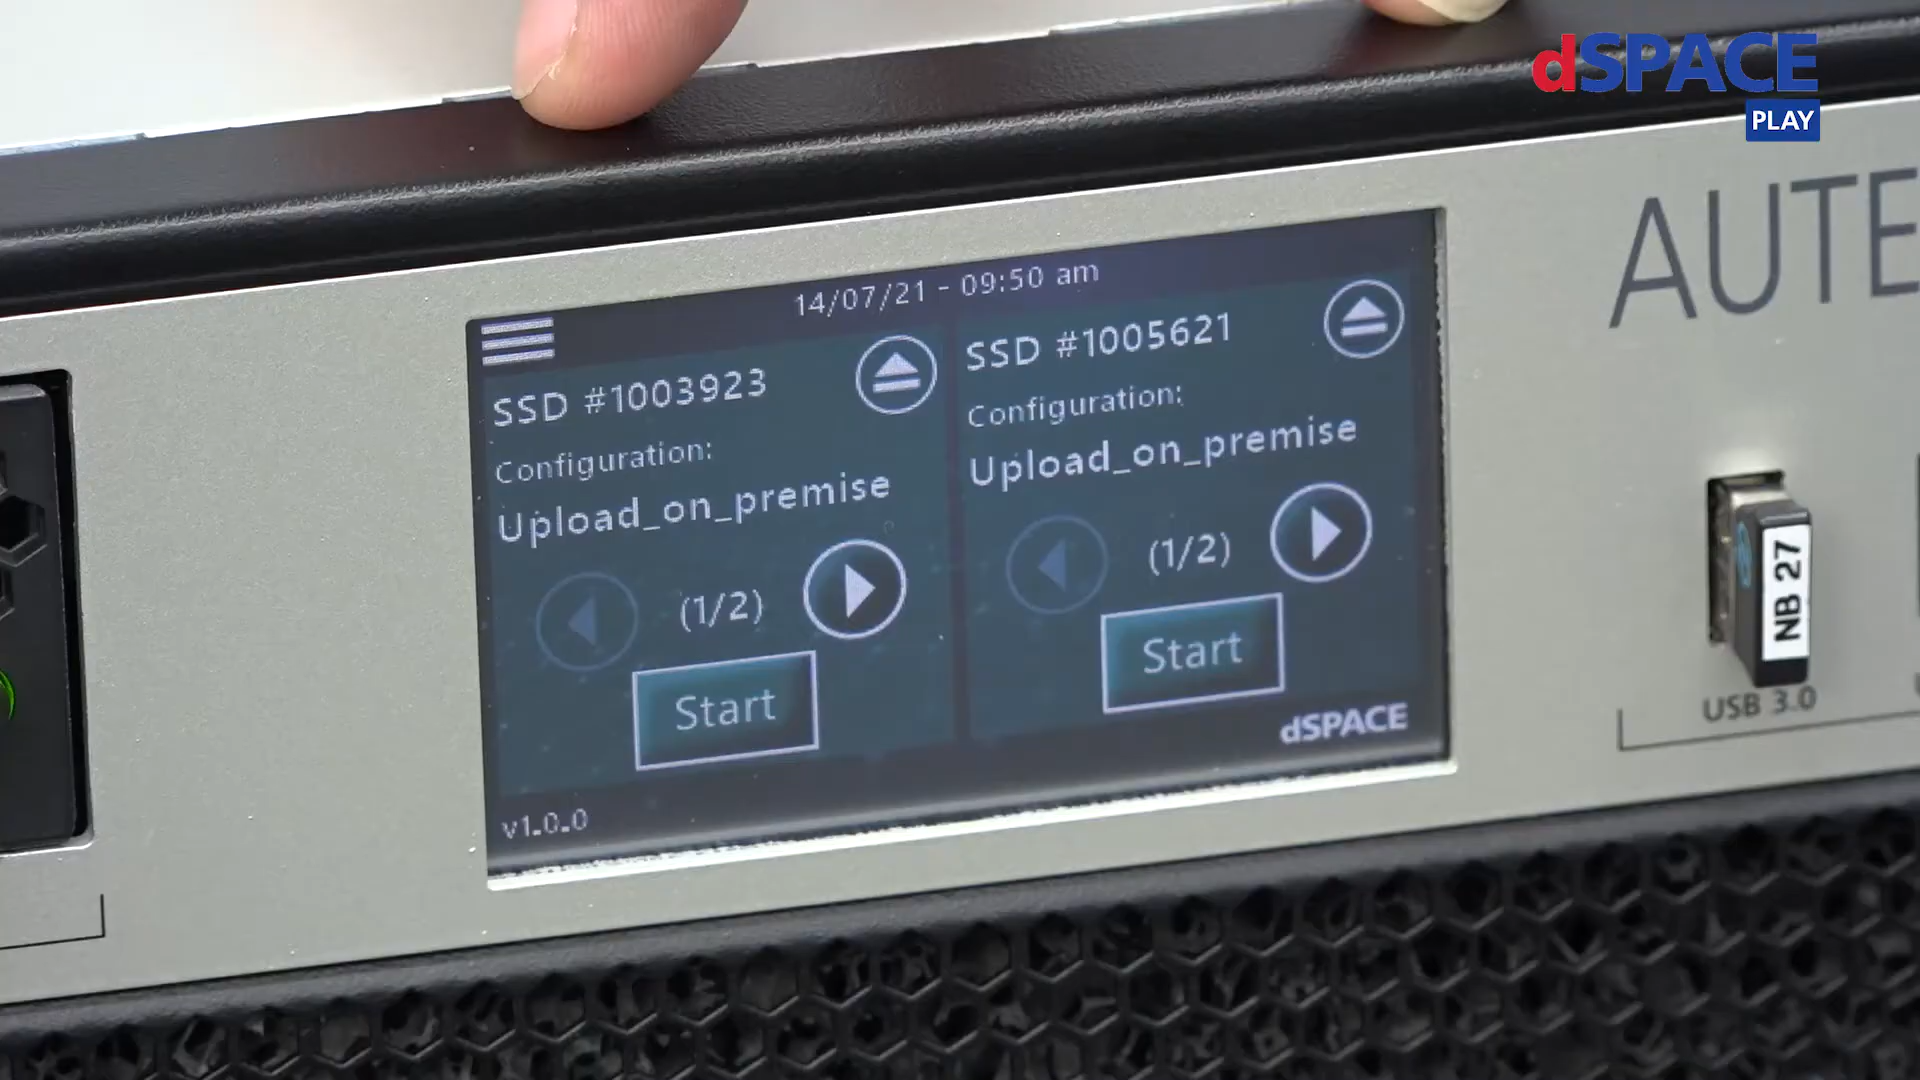 dSPACE
PLAY
AUTE
14/07/21 - 09:50 am
SSD #1003923
Configuration:
Upload_on_premise
(1/2)
Start
SSD #1005621
Configuration:
Upload_on_premise
(1/2)
Start
dSPACE
v1.0.0
NB 27
USB 3.0